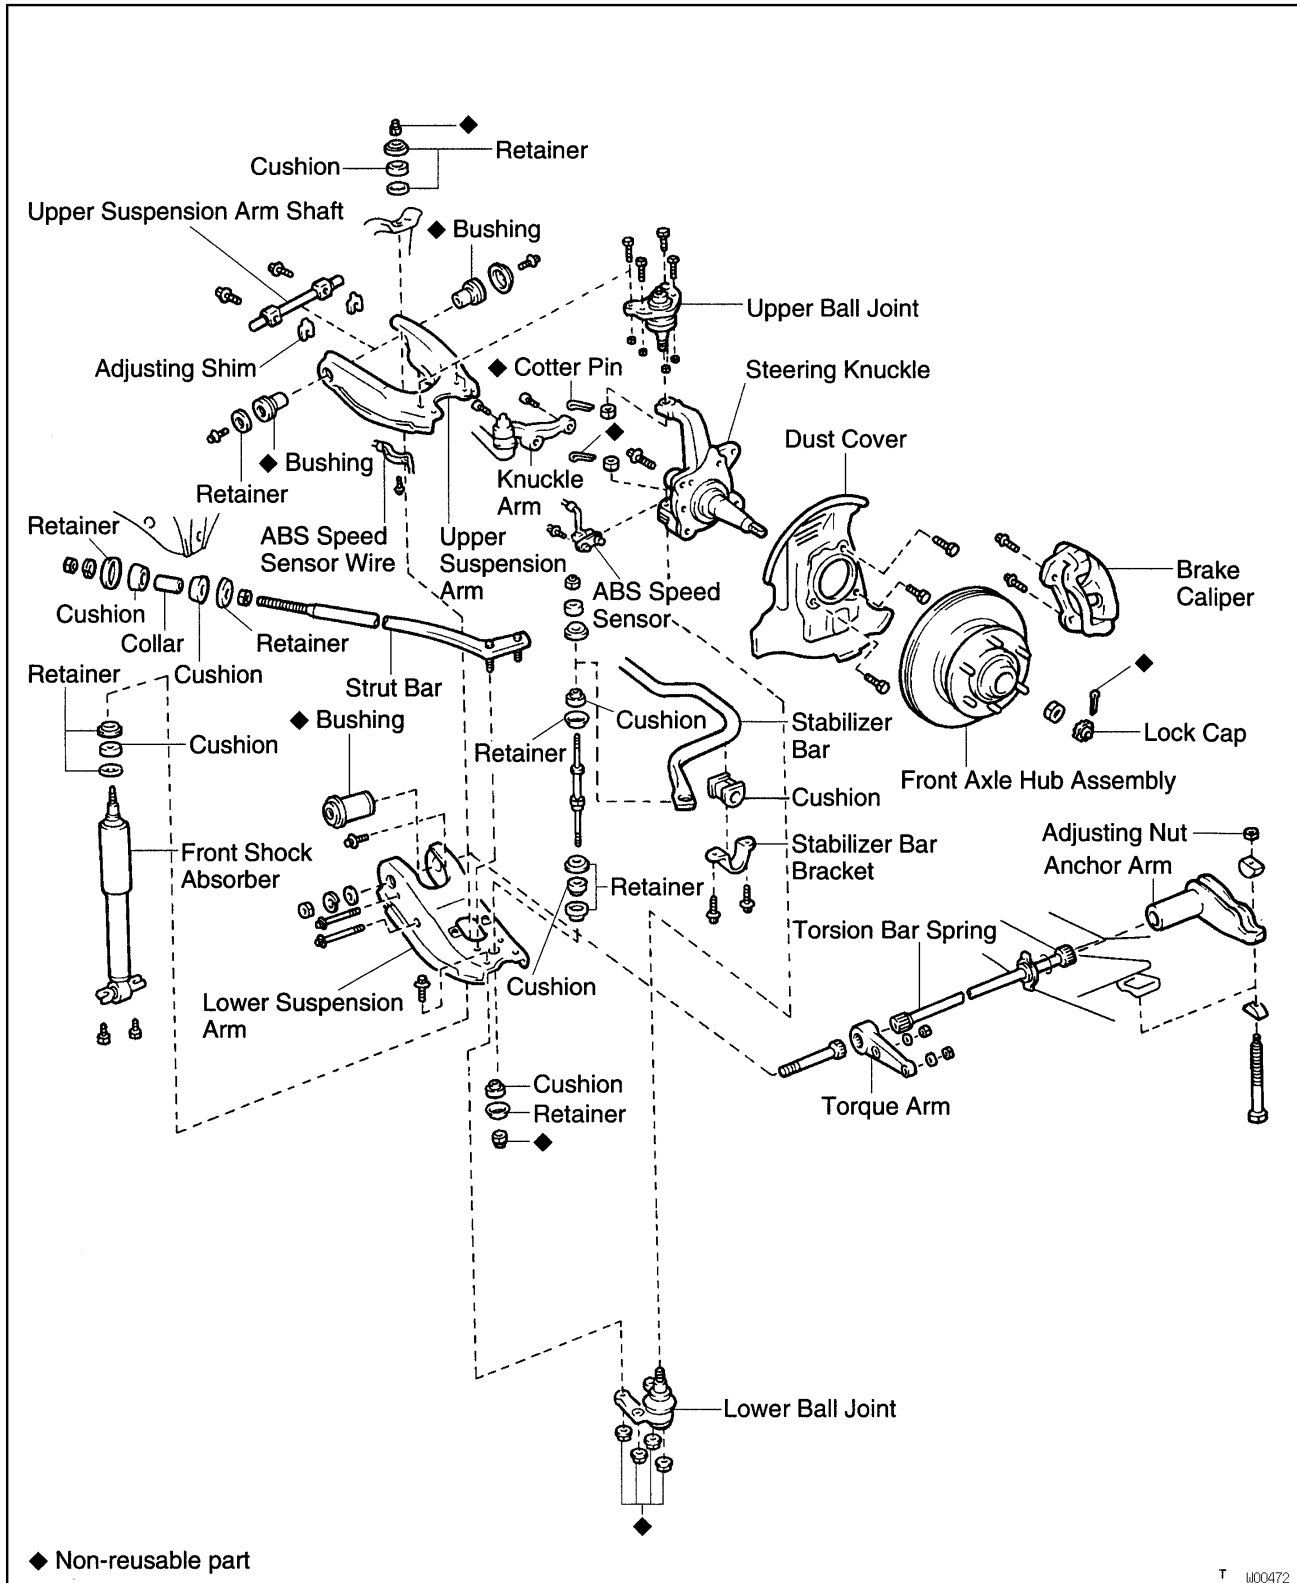 ◆
Retainer
Cushion
Upper Suspension Arm Shaft
◆ Bushing
Upper Ball Joint
Adjusting Shim
◆ Cotter Pin
Steering Knuckle
◆
Dust Cover
◆ Bushing
Knuckle
Arm
Retainer
Retainer
ABS Speed
Sensor Wire
Upper
Suspension
Arm
ABS Speed
Sensor
Brake
Caliper
Cushion
Collar
Retainer
Cushion
Retainer
Strut Bar
◆
◆ Bushing
Cushion
Stabilizer
Bar
Lock Cap
Cushion
Retainer
Front Axle Hub Assembly
Cushion
Front Shock
Absorber
Stabilizer Bar
Bracket
Adjusting Nut
Anchor Arm
Retainer
Torsion Bar Spring
Cushion
Lower Suspension
Arm
Cushion
Retainer
◆
Torque Arm
Lower Ball Joint
◆
◆ Non-reusable part
T W00472